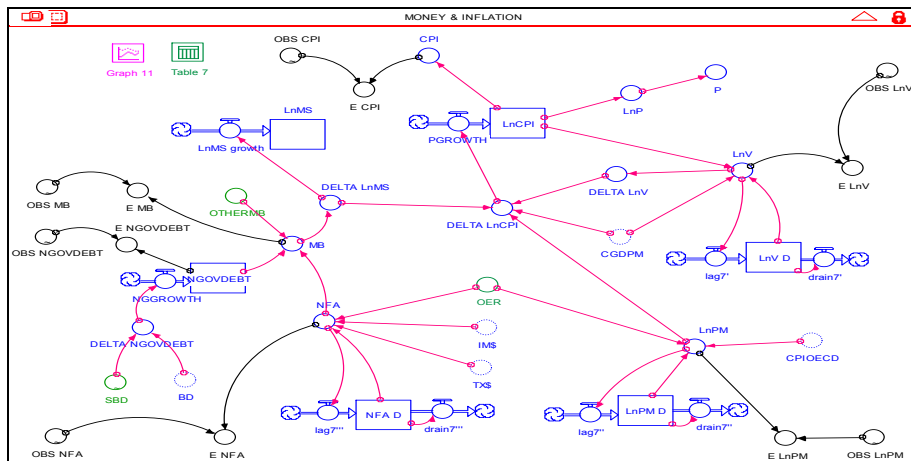 MONEY & INFLATION
OBS CPI
CPI
Graph 11
Table 7
E CPI
P
OBS LnV
LnMS
LnP
LnCPI
LnMS growth
PGROWTH
LnV
E LnV
OBS MB
E MB
OTHERMB
DELTA LnMS
DELTA LnV
DELTA LnCPI
OBS NGOVDEBT
E NGOVDEBT
MB
CGDPM
LnV D
NGOVDEBT
lag7'
drain7'
NGGROWTH
NFA
OER
DELTA NGOVDEBT
IM$
LnPM
CPIOECD
SBD
BD
TX$
NFA D
LnPM D
lag7'''
drain7'''
lag7''
drain7''
OBS NFA
E NFA
E LnPM
OBS LnPM